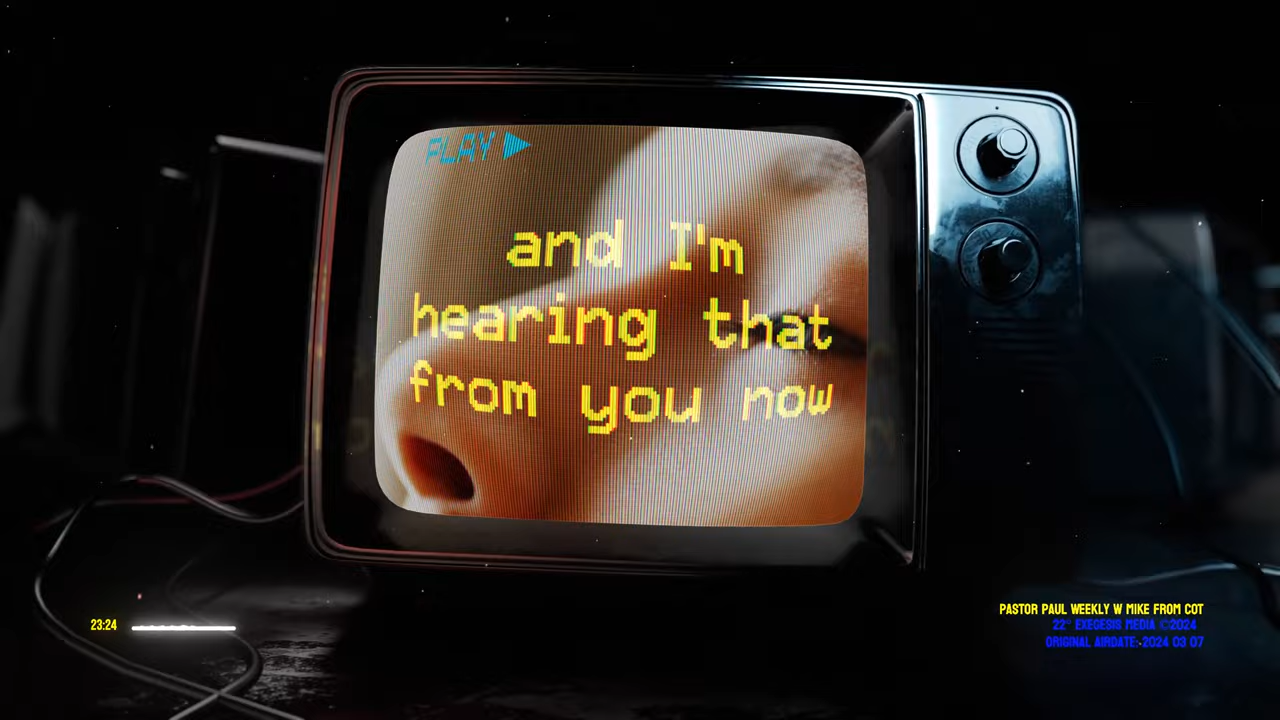 PLAY
and I'm
hearing that
from you now
23:24
PASTOR PAUL WEEKLY W MIKE FROM COT
22° EXEGESIS MEDIA ©2024
ORIGINAL AIRDATE: 2024 03 07